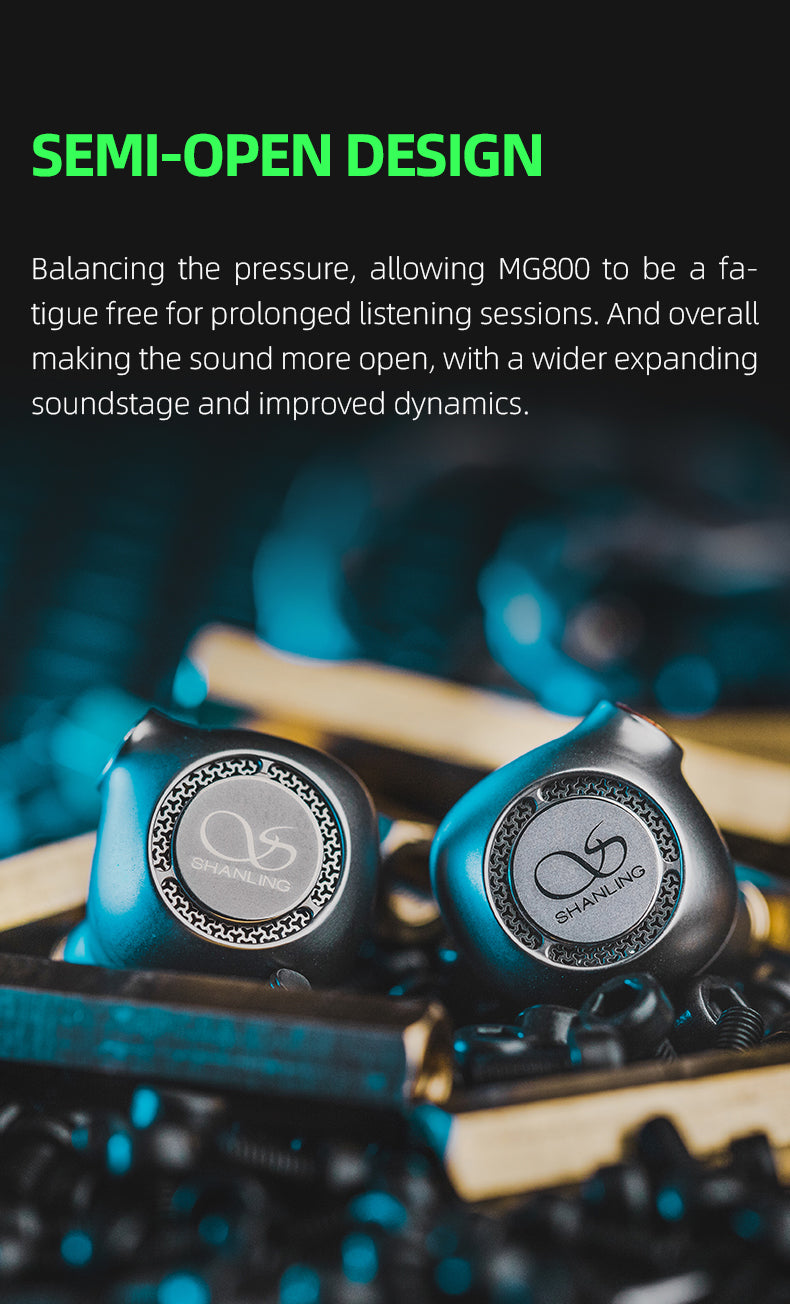 SEMI-OPEN DESIGN
Balancing the pressure, allowing MG800 to be a fa-
tigue free for prolonged listening sessions. And overall
making the sound more open, with a wider expanding
soundstage and improved dynamics.
SHANLING
SHANLING